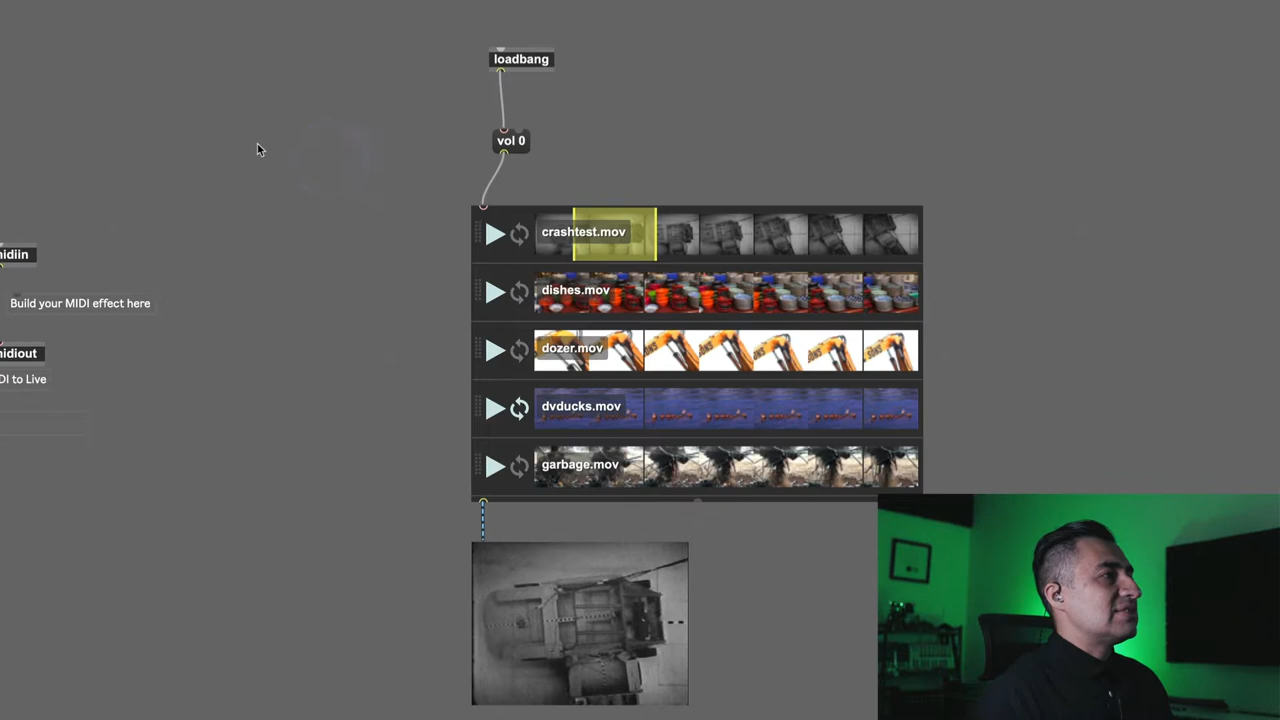 loadbang
vol 0
crashtest.mov
idiin
dishes.mov
Build your MIDI effect here
dozer.mov
idiout
DI to Live
dvducks.mov
garbage.mov